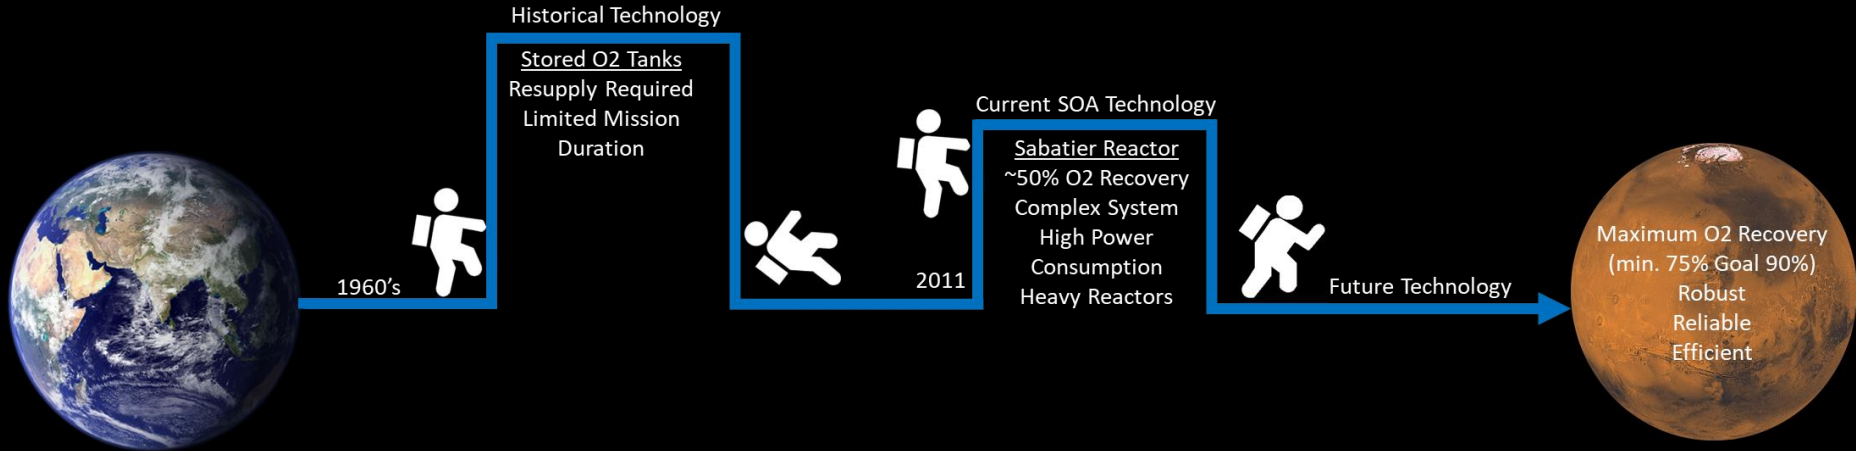 Historical Technology
Stored O2 Tanks
Resupply Required
Limited Mission
Duration
1960’s
Current SOA Technology
Sabatier Reactor
~50% O2 Recovery
Complex System
High Power
Consumption
Heavy Reactors
2011
Future Technology
Maximum O2 Recovery
(min. 75% Goal 90%)
Robust
Reliable
Efficient